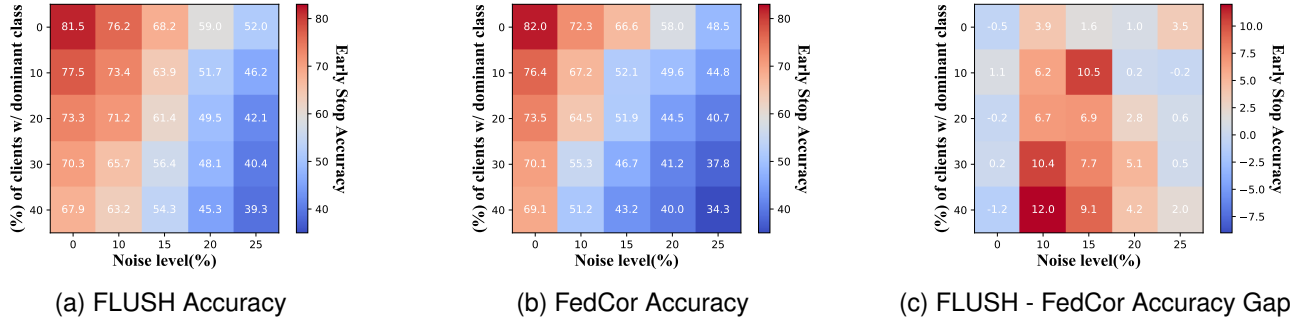 (%) of clients w/ dominant class
0 81.5 76.2 68.2 59.0 52.0
10 77.5 73.4 63.9 51.7 46.2
20 73.3 71.2 61.4 49.5 42.1
30 70.3 65.7 56.4 48.1 40.4
40 67.9 63.2 54.3 45.3 39.3
0 10 15 20 25
Noise level(%)
80
70
60
50
40
Early Stop Accuracy
(a) FLUSH Accuracy
(%) of clients w/ dominant class
0 82.0 72.3 66.6 58.0 48.5
10 76.4 67.2 52.1 49.6 44.8
20 73.5 64.5 51.9 44.5 40.7
30 70.1 55.3 46.7 41.2 37.8
40 69.1 51.2 43.2 40.0 34.3
0 10 15 20 25
Noise level(%)
80
70
60
50
40
Early Stop Accuracy
(b) FedCor Accuracy
(%) of clients w/ dominant class
0 -0.5 3.9 1.6 1.0 3.5
10 1.1 6.2 10.5 0.2 -0.2
20 -0.2 6.7 6.9 2.8 0.6
30 -0.2 10.4 7.7 5.1 0.5
40 -1.2 12.0 9.1 4.2 2.0
0 10 15 20 25
Noise level(%)
10.0
7.5
5.0
2.5
0.0
−2.5
−5.0
−7.5
Early Stop Accuracy
(c) FLUSH - FedCor Accuracy Gap